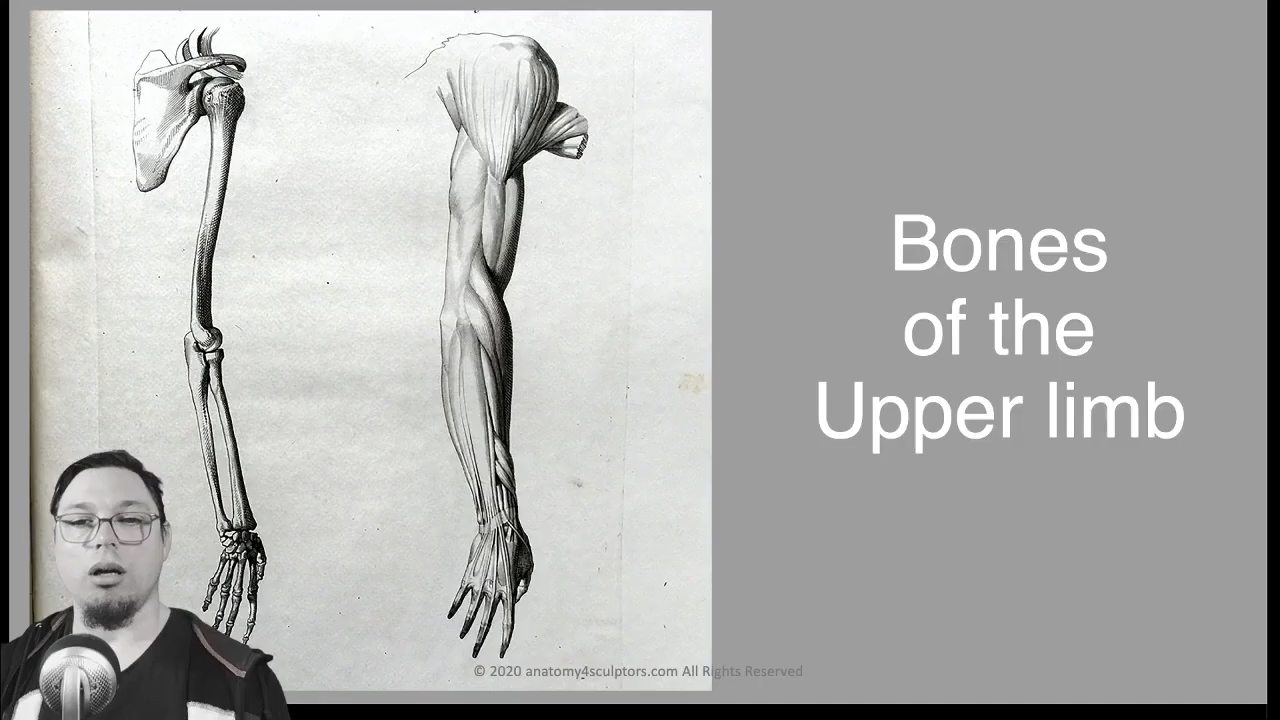 Bones
of the
Upper limb
© 2020 anatomy4sculptors.com All Rights Reserved